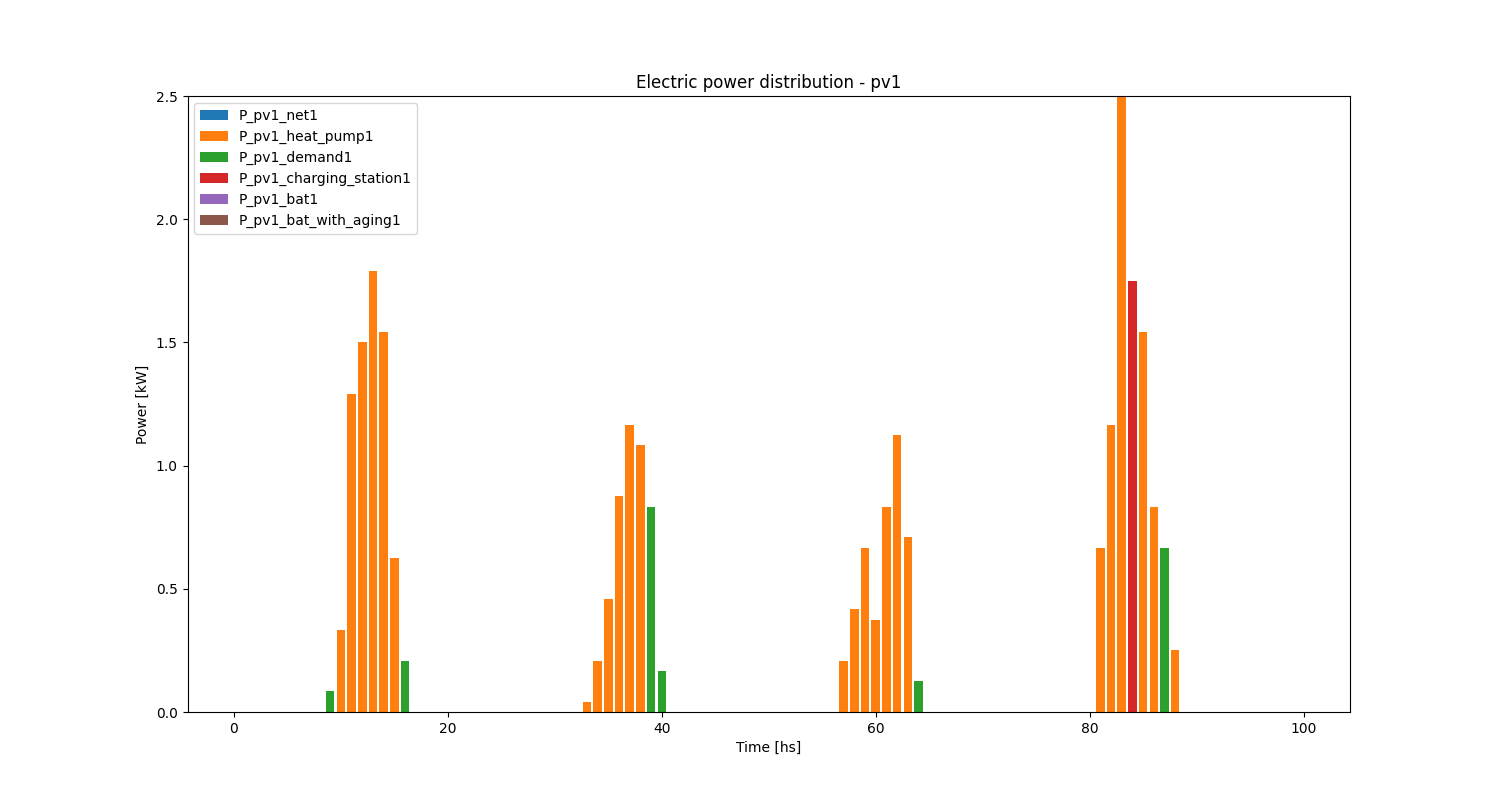 Electric power distribution - pv1
2.5
2.0
1.5
1.0
0.5
0.0
Power [kW]
P_pv1_net1
P_pv1_heat_pump1
P_pv1_demand1
P_pv1_charging_station1
P_pv1_bat1
P_pv1_bat_with_aging1
0 20 40 60 80 100
Time [hs]